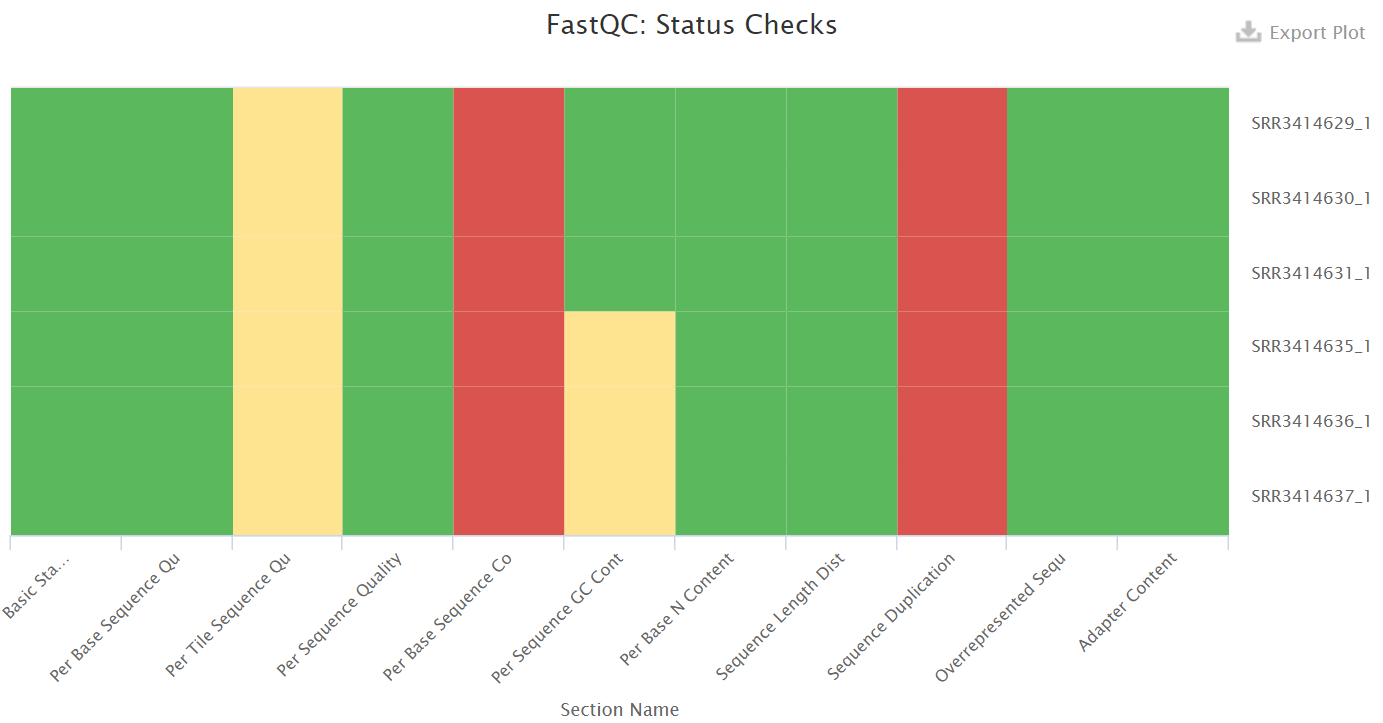 FastQC: Status Checks
Export Plot
SRR3414629_1
SRR3414630_1
SRR3414631_1
SRR3414635_1
SRR3414636_1
SRR3414637_1
Basic Sta...
Per Base Sequence Qu
Per Tile Sequence Qu
Per Sequence Quality
Per Base Sequence Co
Per Sequence GC Cont
Per Base N Content
Sequence Length Dist
Sequence Duplication
Overrepresented Sequ
Adapter Content
Section Name